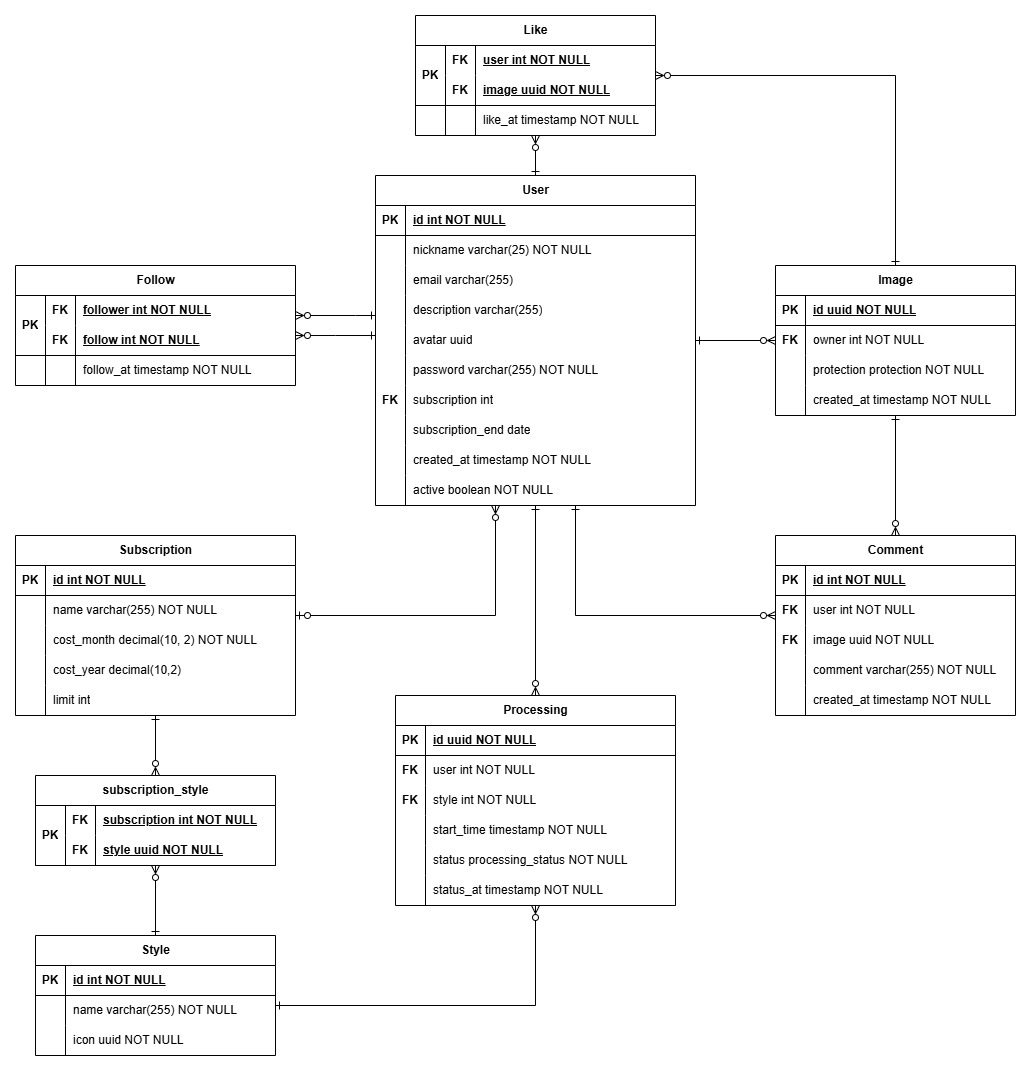 Like
PK
FK user int NOT NULL
FK image uuid NOT NULL
like_at timestamp NOT NULL
User
PK id int NOT NULL
nickname varchar(25) NOT NULL
email varchar(255)
description varchar(255)
avatar uuid
password varchar(255) NOT NULL
FK subscription int
subscription_end date
created_at timestamp NOT NULL
active boolean NOT NULL
Follow
PK
FK follower int NOT NULL
FK follow int NOT NULL
follow_at timestamp NOT NULL
Image
PK id uuid NOT NULL
FK owner int NOT NULL
protection protection NOT NULL
created_at timestamp NOT NULL
Subscription
PK id int NOT NULL
name varchar(255) NOT NULL
cost_month decimal(10, 2) NOT NULL
cost_year decimal(10,2)
limit int
Comment
PK id int NOT NULL
FK user int NOT NULL
FK image uuid NOT NULL
comment varchar(255) NOT NULL
created_at timestamp NOT NULL
Processing
PK id uuid NOT NULL
FK user int NOT NULL
FK style int NOT NULL
start_time timestamp NOT NULL
status processing_status NOT NULL
status_at timestamp NOT NULL
subscription_style
PK
FK subscription int NOT NULL
FK style uuid NOT NULL
Style
PK id int NOT NULL
name varchar(255) NOT NULL
icon uuid NOT NULL